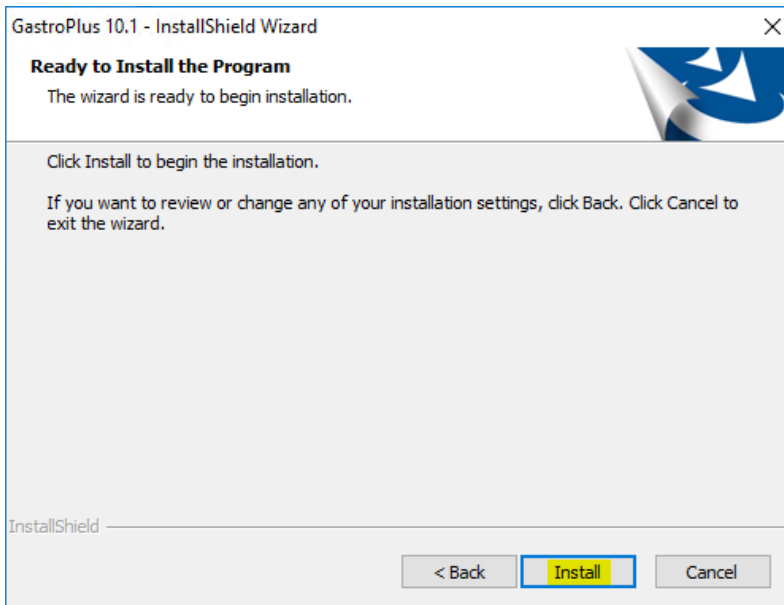 GastroPlus 10.1 - InstallShield Wizard
Ready to Install the Program
The wizard is ready to begin installation.
Click Install to begin the installation.
If you want to review or change any of your installation settings, click Back. Click Cancel to
exit the wizard.
InstallShield
< Back
Install
Cancel